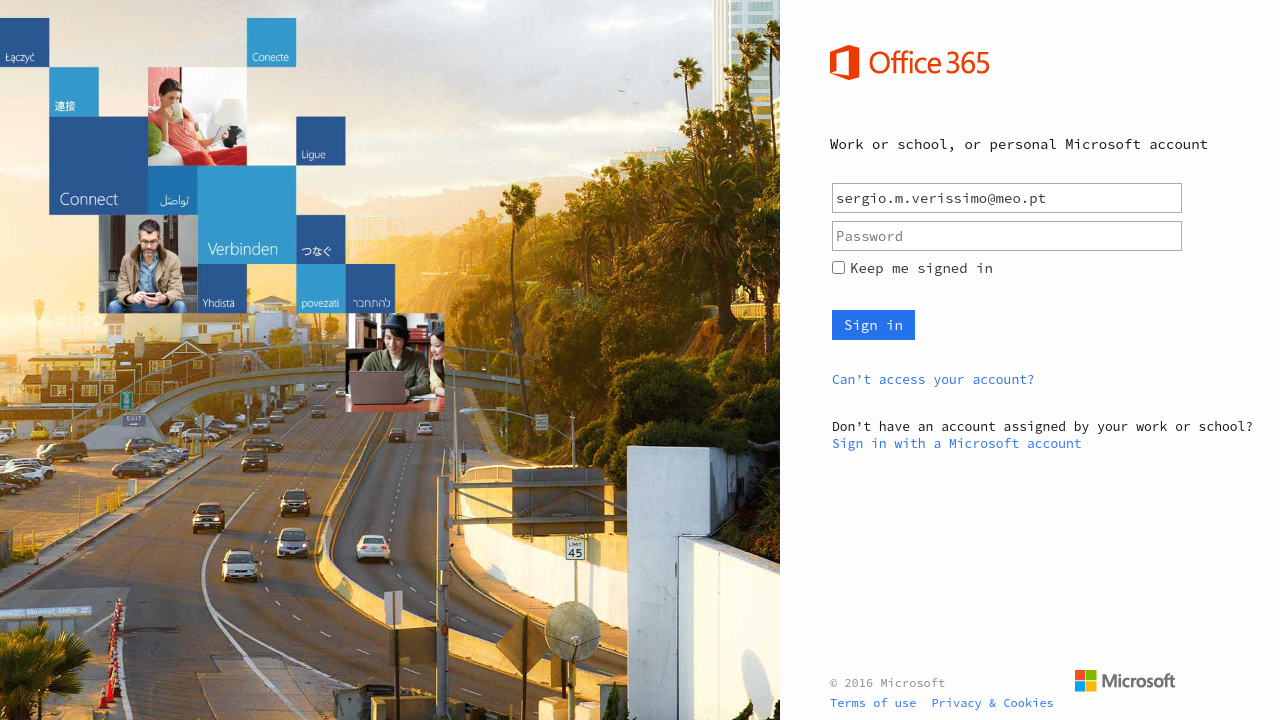 Łączyć
Conecte
連接
Ligue
Connect
تواصَل
Verbinden
つなぐ
Yhdistä
povezati
להתחבר
EXIT
LIMIT
45
Office 365
Work or school, or personal Microsoft account
sergio.m.verissimo@meo.pt
Password
Keep me signed in
Sign in
Can’t access your account?
Don’t have an account assigned by your work or school?
Sign in with a Microsoft account
© 2016 Microsoft
Terms of use Privacy & Cookies
Microsoft